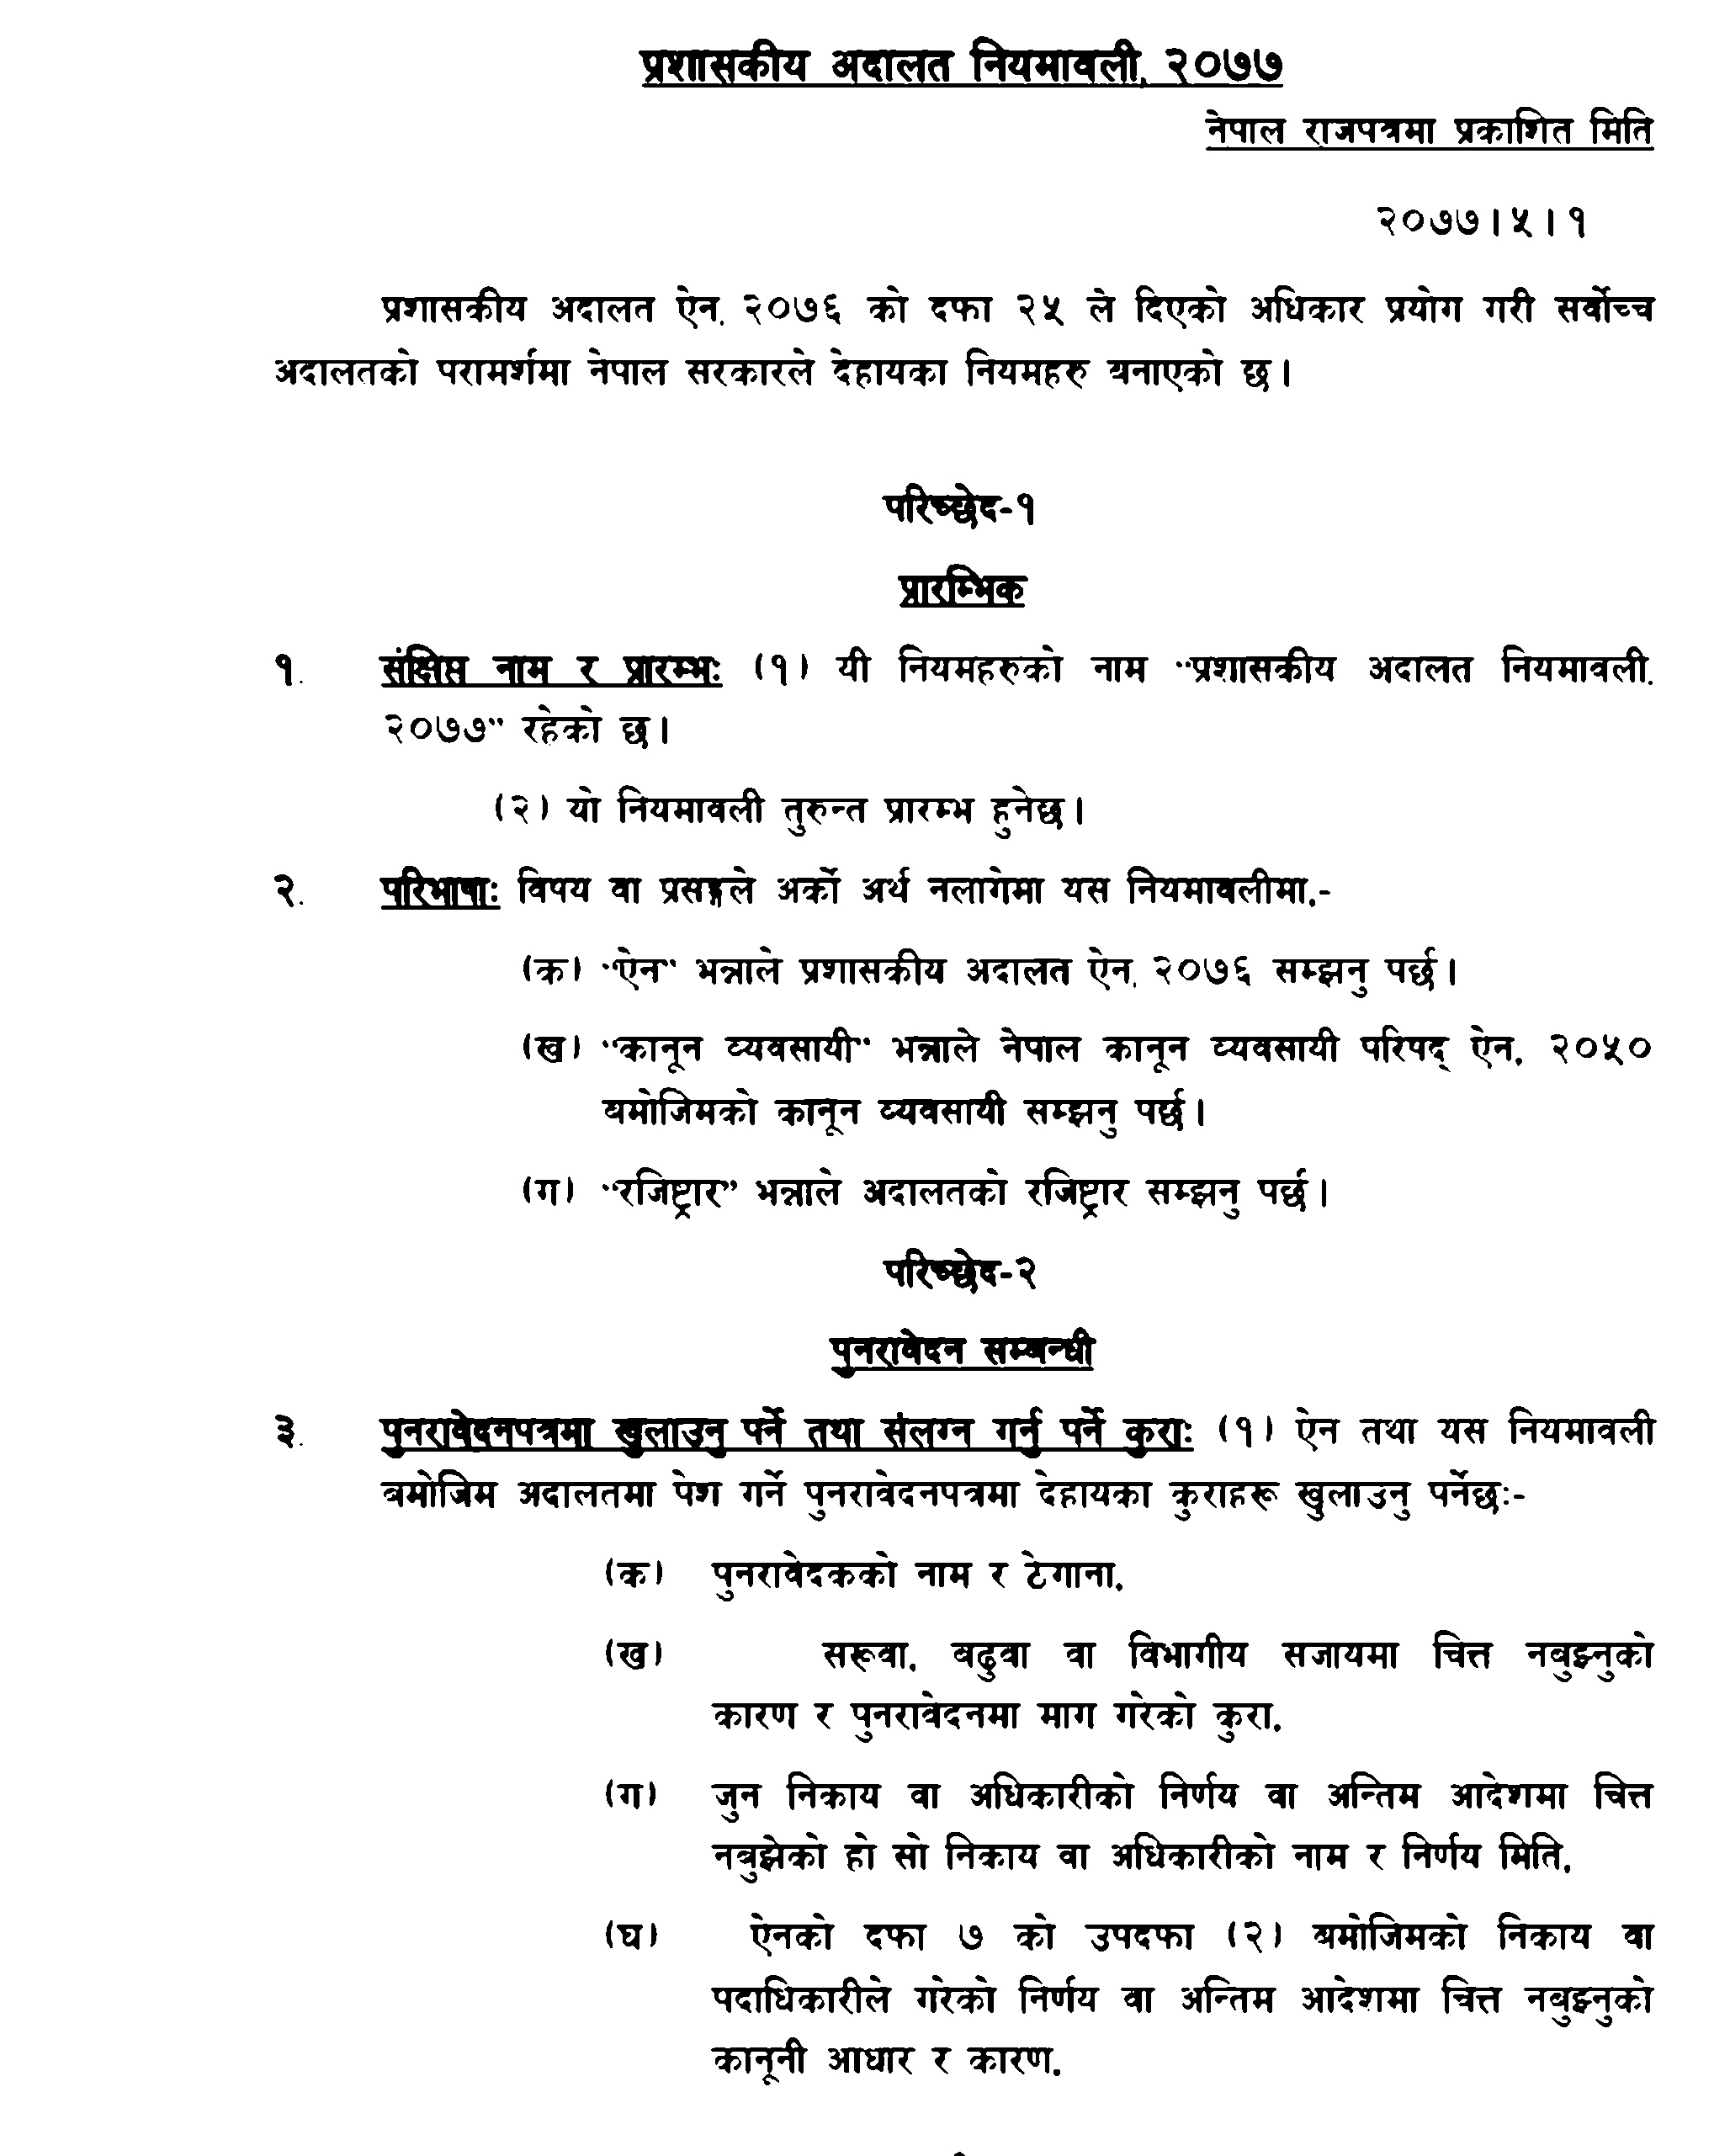 प्रशासकीय अदालत नियमावली, २०७७
नेपाल राजपत्रमा प्रकाशित मिति
२०७७।५।१
प्रशासकीय अदालत ऐन, २०७६ को दफा २५ ले दिएको अधिकार प्रयोग गरी सर्वोच्च
अदालतको परामर्शमा नेपाल सरकारले देहायका नियमहरु बनाएको छ।
परिच्छेद-१
प्रारम्भिक
१. संक्षिप्त नाम र प्रारम्भः (१) यी नियमहरुको नाम "प्रशासकीय अदालत नियमावली,
२०७७" रहेको छ।
(२) यो नियमावली तुरुन्त प्रारम्भ हुनेछ।
२. परिभाषाः विषय वा प्रसङ्गले अर्को अर्थ नलागेमा यस नियमावलीमा,-
(क) "ऐन" भन्नाले प्रशासकीय अदालत ऐन, २०७६ सम्झनु पर्छ।
(ख) "कानून व्यवसायी" भन्नाले नेपाल कानून व्यवसायी परिषद् ऐन, २०५०
बमोजिमको कानून व्यवसायी सम्झनु पर्छ।
(ग) "रजिष्ट्रार" भन्नाले अदालतको रजिष्ट्रार सम्झनु पर्छ।
परिच्छेद-२
पुनरावेदन सम्बन्धी
३. पुनरावेदनपत्रमा खुलाउनु पर्ने तथा संलग्न गर्नु पर्ने कुराः (१) ऐन तथा यस नियमावली
बमोजिम अदालतमा पेश गर्ने पुनरावेदनपत्रमा देहायका कुराहरू खुलाउनु पर्नेछः-
(क) पुनरावेदकको नाम र ठेगाना,
(ख) सरूवा, बढुवा वा विभागीय सजायमा चित्त नबुझ्नुको
कारण र पुनरावेदनमा माग गरेको कुरा,
(ग) जुन निकाय वा अधिकारीको निर्णय वा अन्तिम आदेशमा चित्त
नबुझेको हो सो निकाय वा अधिकारीको नाम र निर्णय मिति,
(घ) ऐनको दफा ७ को उपदफा (२) बमोजिमको निकाय वा
पदाधिकारीले गरेको निर्णय वा अन्तिम आदेशमा चित्त नबुझ्नुको
कानूनी आधार र कारण,